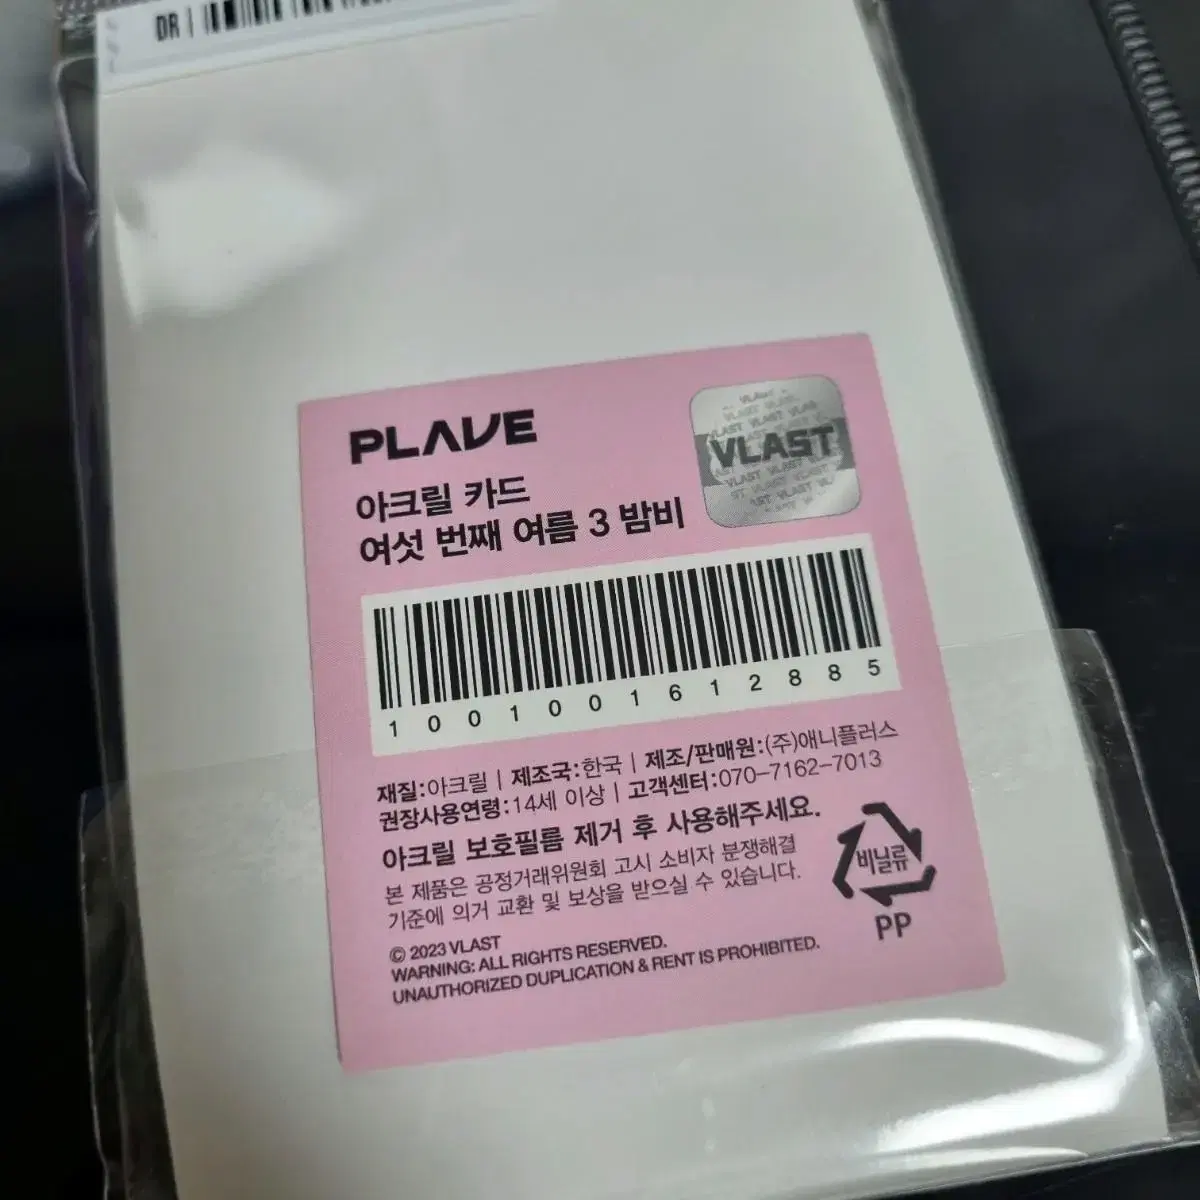 DR |
PLAVE
아크릴 카드
여섯 번째 여름 3 밤비
VLAST
1001001612885
재질:아크릴 | 제조국:한국 | 제조/판매원:(주)애니플러스
권장사용연령:14세 이상 | 고객센터:070-7162-7013
아크릴 보호필름 제거 후 사용해주세요.
본 제품은 공정거래위원회 고시 소비자 분쟁해결
기준에 의거 교환 및 보상을 받으실 수 있습니다.
비닐류
PP
© 2023 VLAST
WARNING: ALL RIGHTS RESERVED.
UNAUTHORIZED DUPLICATION & RENT IS PROHIBITED.